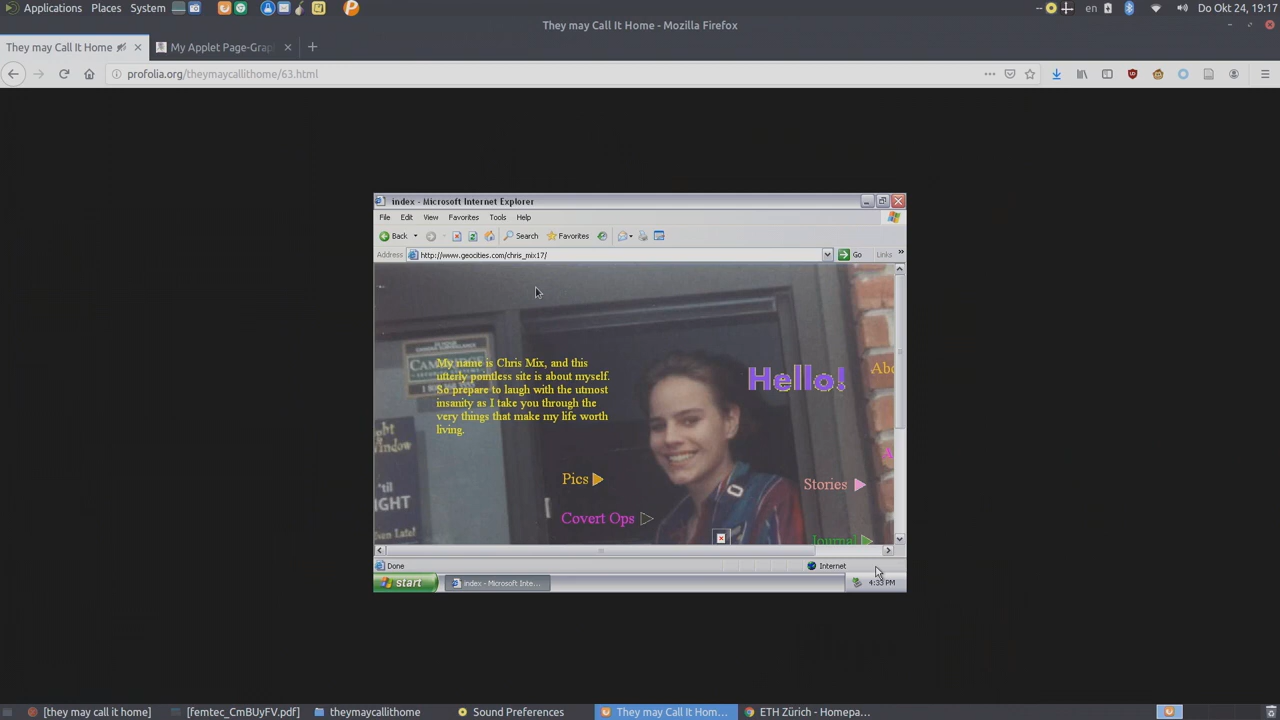 Applications Places System
en
Do Okt 24, 19:17
They may Call It Home - Mozilla Firefox
They may Call It Home
My Applet Page-Grap
profolia.org/theymaycallithome/63.html
index - Microsoft Internet Explorer
File Edit View Favorites Tools Help
Back Search Favorites
Address http://www.geocities.com/chris_mix17/ Go Links »
My name is Chris Mix, and this
utterly pointless site is about myself.
So prepare to laugh with the utmost
insanity as I take you through the
very things that make my life worth
living.
Hello!
Abo
A
Pics
Stories
Covert Ops
Journal
Done
Internet
start
index - Microsoft Inte...
4:33 PM
[they may call it home]
[femtec_CmBUyFV.pdf]
theymaycallithome
Sound Preferences
They may Call It Hom...
ETH Zürich - Homepa...